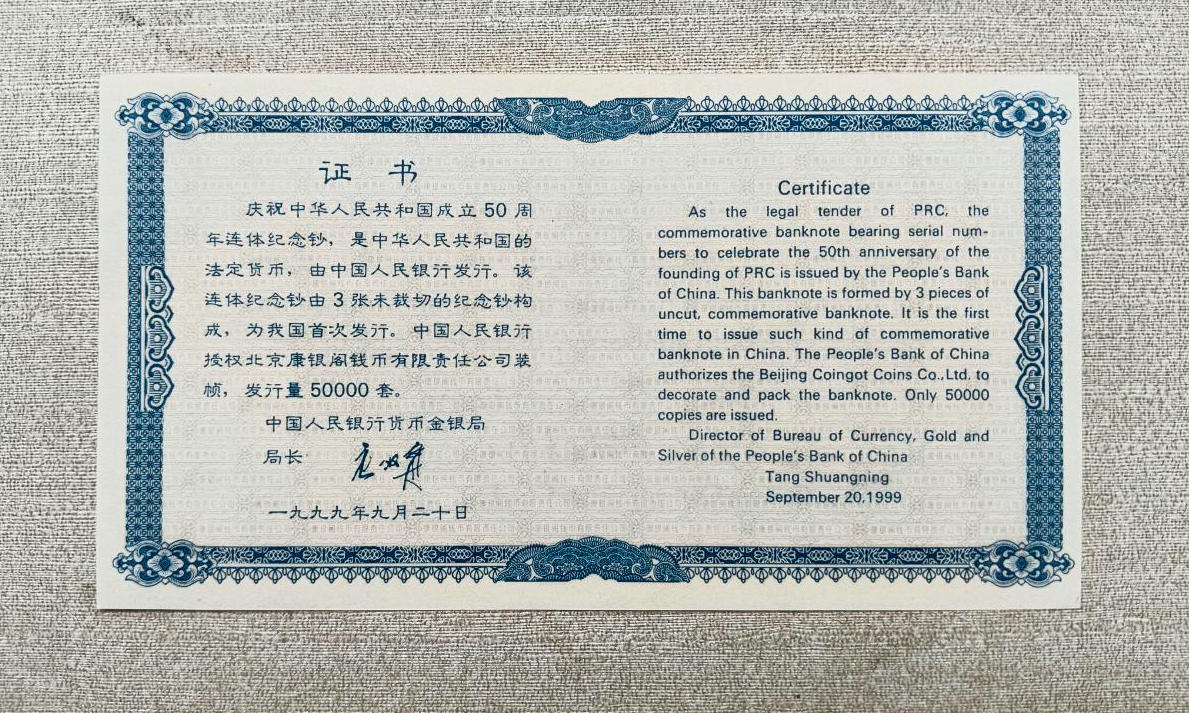 证 书
庆祝中华人民共和国成立 50 周
年连体纪念钞，是中华人民共和国的
法定货币，由中国人民银行发行。该
连体纪念钞由 3 张未裁切的纪念钞构
成，为我国首次发行。中国人民银行
授权北京康银阁钱币有限责任公司装
帧，发行量 50000 套。
中国人民银行货币金银局
局长
一九九九年九月二十日
Certificate
As the legal tender of PRC, the
commemorative banknote bearing serial num-
bers to celebrate the 50th anniversary of the
founding of PRC is issued by the People's Bank
of China. This banknote is formed by 3 pieces of
uncut, commemorative banknote. It is the first
time to issue such kind of commemorative
banknote in China. The People's Bank of China
authorizes the Beijing Coingot Coins Co.,Ltd. to
decorate and pack the banknote. Only 50000
copies are issued.
Director of Bureau of Currency, Gold and
Silver of the People's Bank of China
Tang Shuangning
September 20,1999